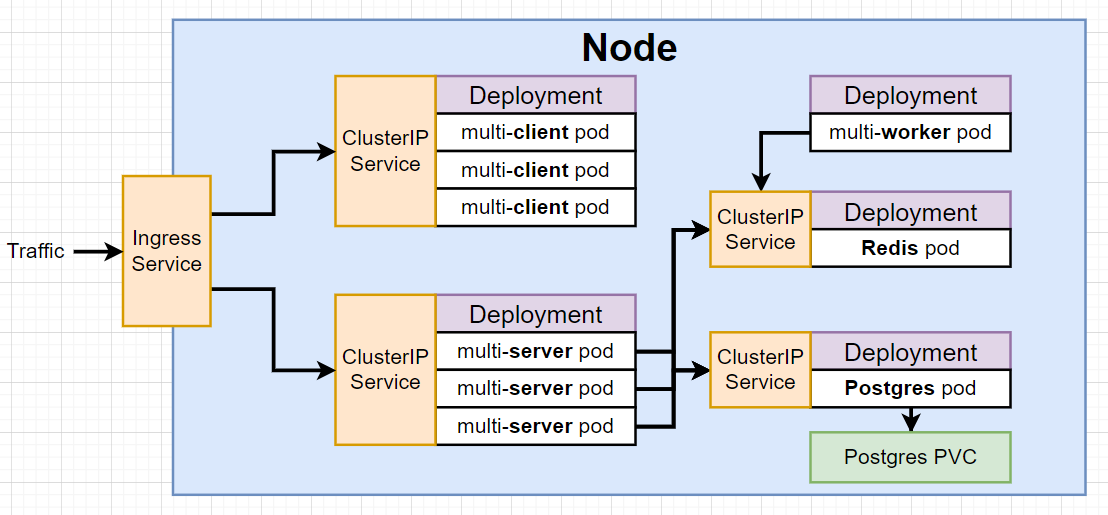 Node
Traffic
Ingress
Service
ClusterIP
Service
Deployment
multi-client pod
multi-client pod
multi-client pod
ClusterIP
Service
Deployment
multi-server pod
multi-server pod
multi-server pod
Deployment
multi-worker pod
ClusterIP
Service
Deployment
Redis pod
ClusterIP
Service
Deployment
Postgres pod
Postgres PVC